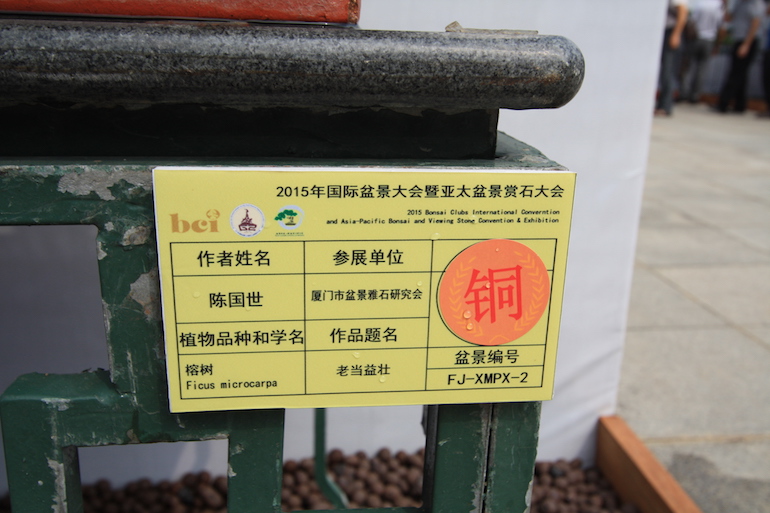 2015年国际盆景大会暨亚太盆景赏石大会
bci
2015 Bonsai Clubs International Converntion
and Asia-Pacific Bonsai and Viewing Stong Convention & Exhibition
作者姓名 参展单位
陈国世 厦门市盆景雅石研究会
铜
植物品种和学名 作品题名
盆景编号
榕树
Ficus microcarpa
老当益壮
FJ-XMPX-2